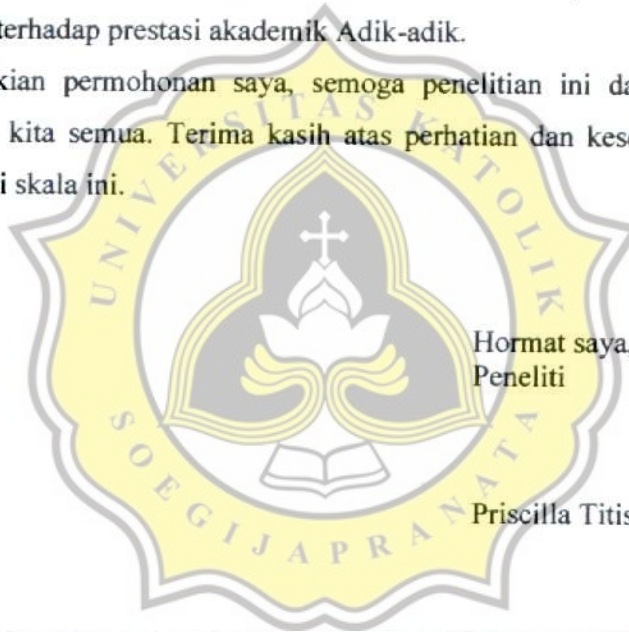 terhadap prestasi akademik Adik-adik.
kian permohonan saya, semoga penelitian ini da
kita semua. Terima kasih atas perhatian dan kes
i skala ini.
Hormat saya,
Peneliti
Priscilla Titis
UNIVERSITAS KATOLIK
SOEGIJAPRANATA